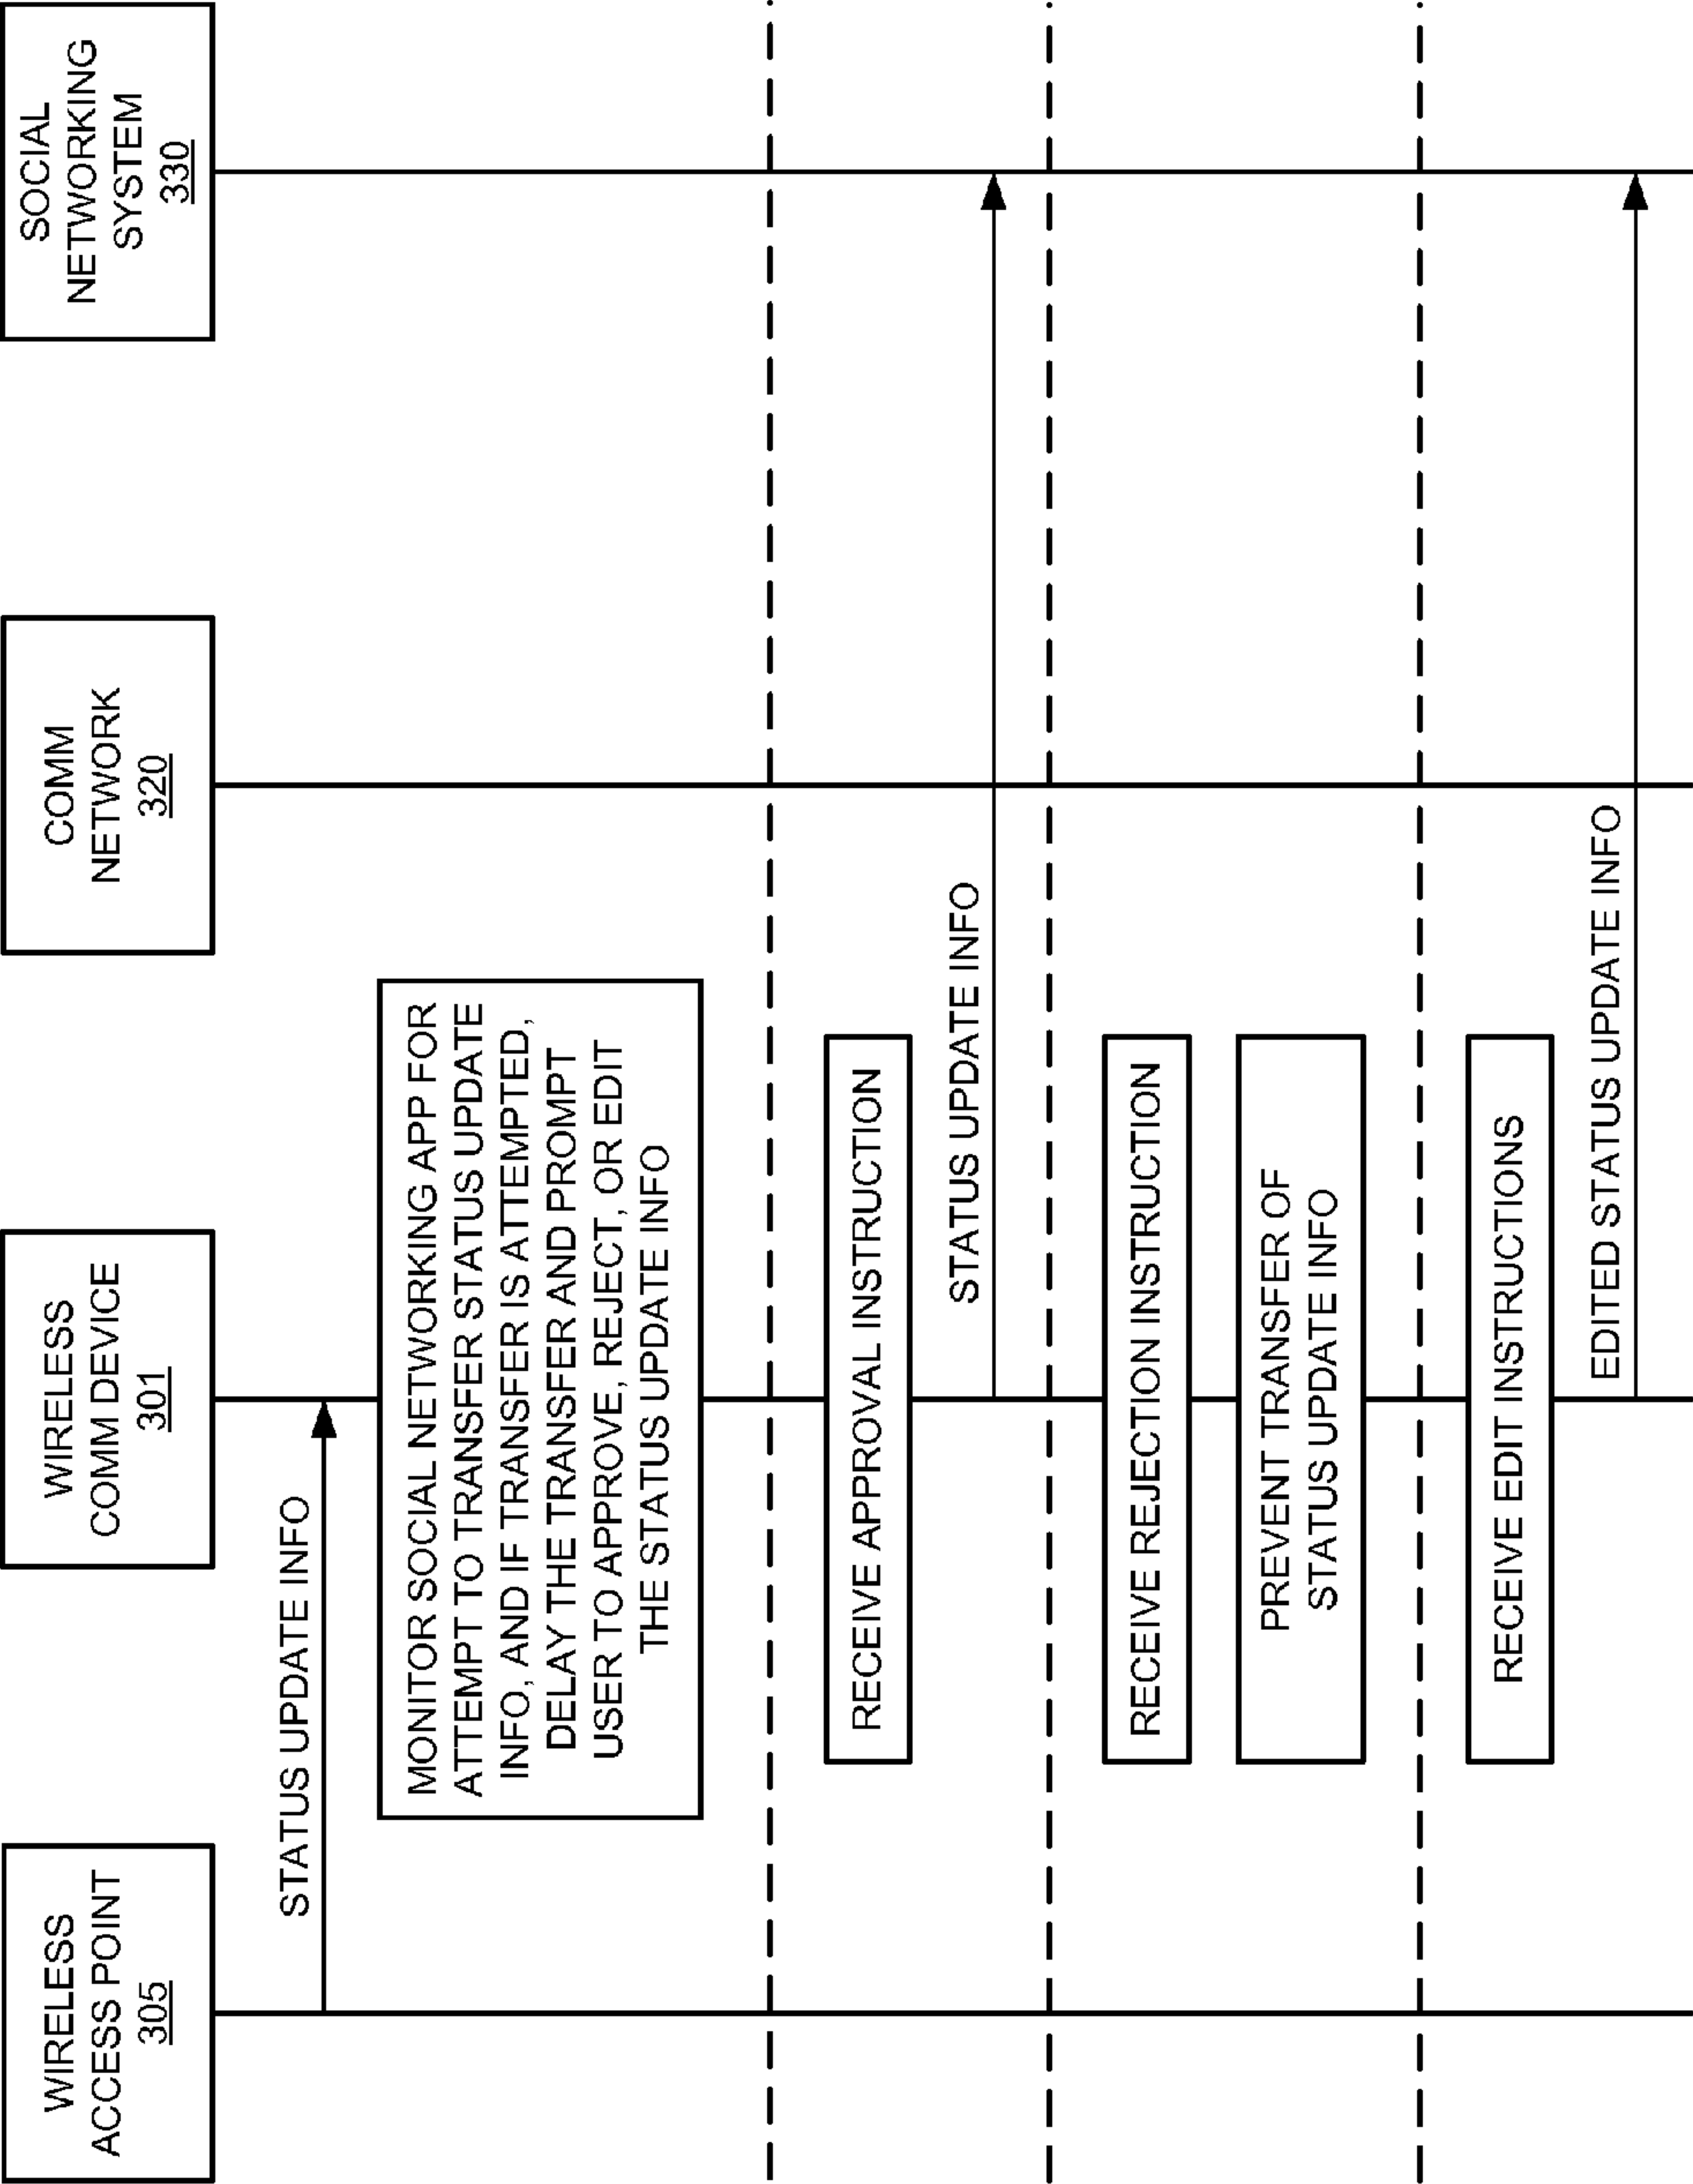 WIRELESS
ACCESS POINT
305
WIRELESS
COMM DEVICE
301
COMM
NETWORK
320
SOCIAL
NETWORKING
SYSTEM
330
STATUS UPDATE INFO
MONITOR SOCIAL NETWORKING APP FOR
ATTEMPT TO TRANSFER STATUS UPDATE
INFO, AND IF TRANSFER IS ATTEMPTED,
DELAY THE TRANSFER AND PROMPT
USER TO APPROVE, REJECT, OR EDIT
THE STATUS UPDATE INFO
RECEIVE APPROVAL INSTRUCTION
STATUS UPDATE INFO
RECEIVE REJECTION INSTRUCTION
PREVENT TRANSFER OF
STATUS UPDATE INFO
RECEIVE EDIT INSTRUCTIONS
EDITED STATUS UPDATE INFO